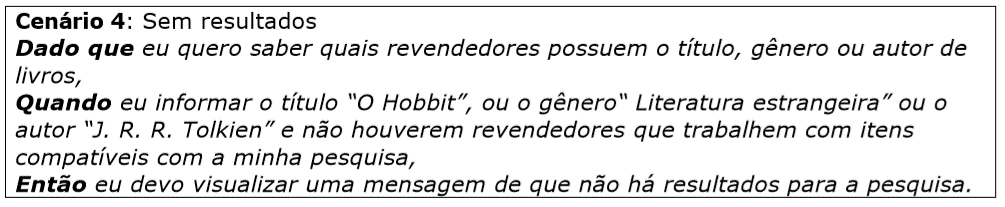 Cenário 4: Sem resultados
Dado que eu quero saber quais revendedores possuem o título, gênero ou autor de
livros,
Quando eu informar o título “O Hobbit”, ou o gênero“ Literatura estrangeira” ou o
autor “J. R. R. Tolkien” e não houverem revendedores que trabalhem com itens
compatíveis com a minha pesquisa,
Então eu devo visualizar uma mensagem de que não há resultados para a pesquisa.